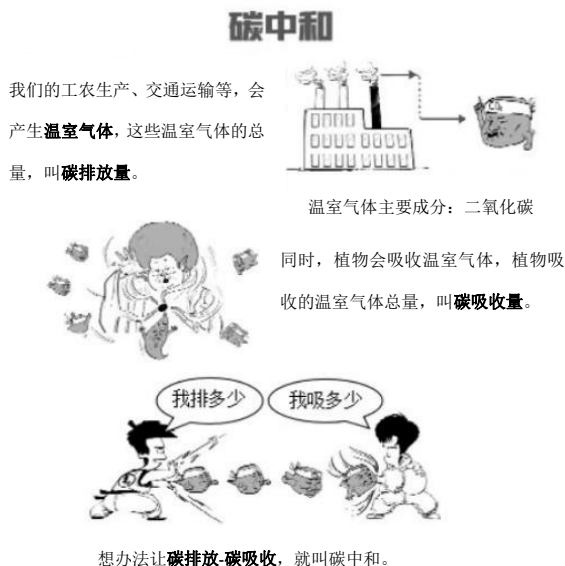 碳中和
我们的工农生产、交通运输等，会
产生温室气体，这些温室气体的总
量，叫碳排放量。
温室气体主要成分：二氧化碳
同时，植物会吸收温室气体，植物吸
收的温室气体总量，叫碳吸收量。
我排多少
我吸多少
想办法让碳排放-碳吸收，就叫碳中和。